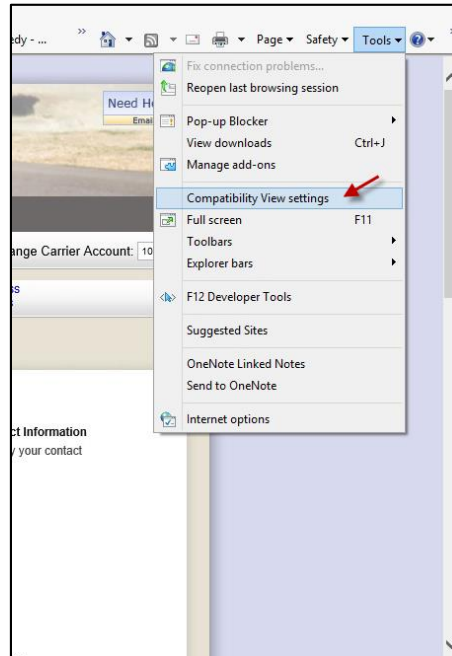 edy - ... »
Page Safety Tools
Fix connection problems...
Reopen last browsing session
Need H
Email
Pop-up Blocker
View downloads Ctrl+J
Manage add-ons
Compatibility View settings
Full screen F11
Toolbars
ange Carrier Account: 10
Explorer bars
ss
s
F12 Developer Tools
Suggested Sites
OneNote Linked Notes
Send to OneNote
Internet options
ct Information
y your contact